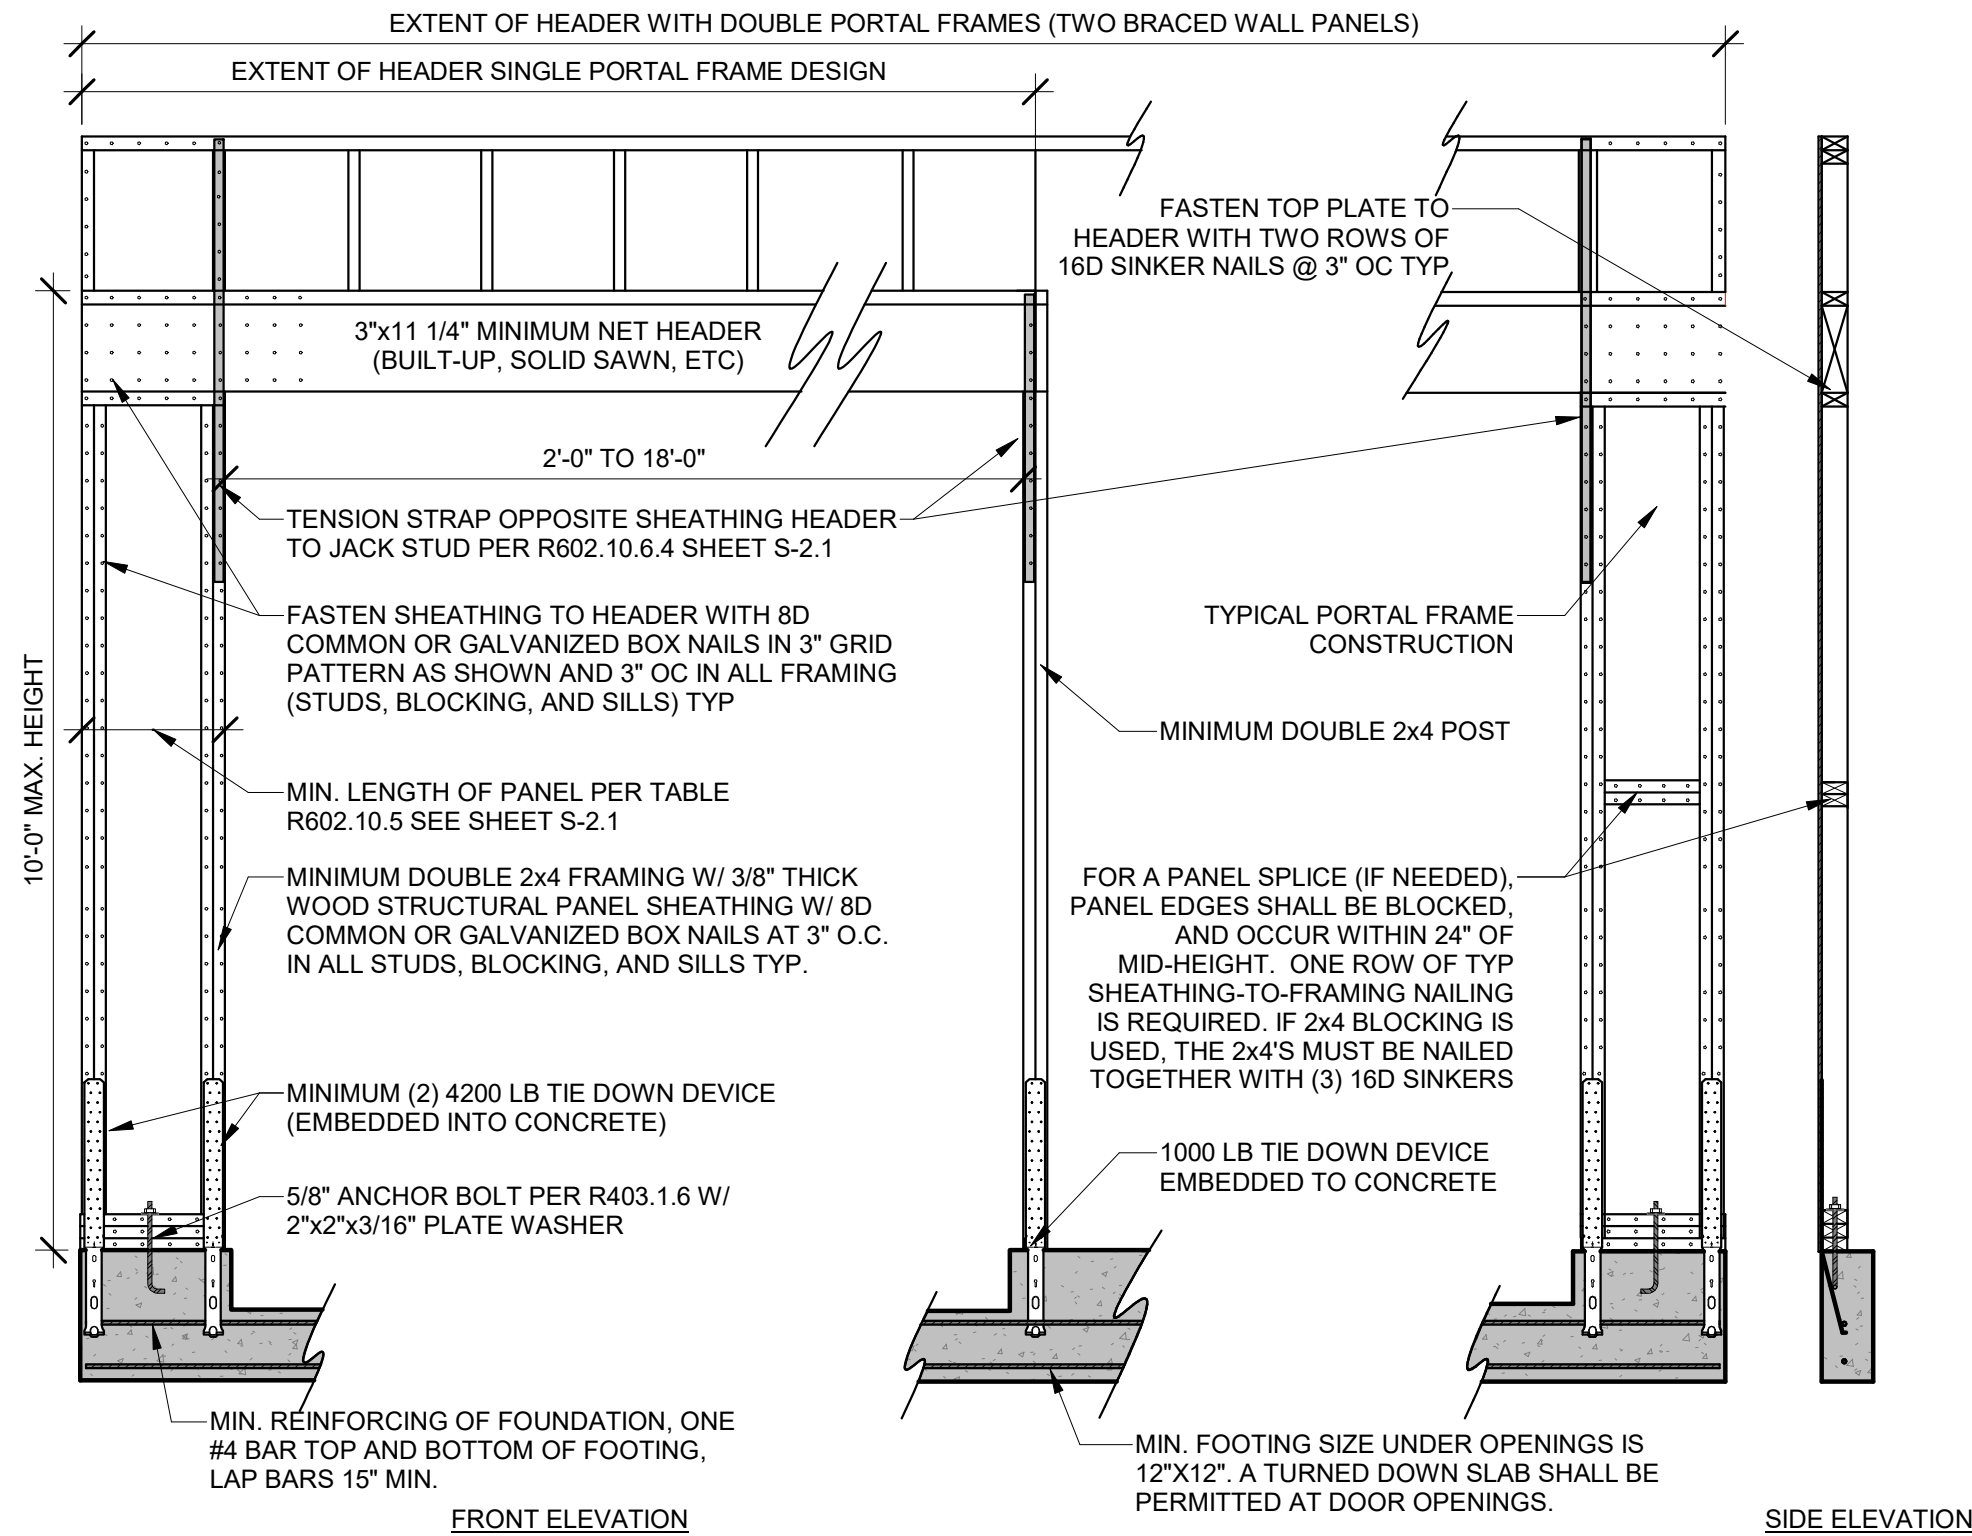 EXTENT OF HEADER WITH DOUBLE PORTAL FRAMES (TWO BRACED WALL PANELS)
EXTENT OF HEADER SINGLE PORTAL FRAME DESIGN
FASTEN TOP PLATE TO
HEADER WITH TWO ROWS OF
16D SINKER NAILS @ 3" OC TYP
3"x11 1/4" MINIMUM NET HEADER
(BUILT-UP, SOLID SAWN, ETC)
2'-0" TO 18'-0"
TENSION STRAP OPPOSITE SHEATHING HEADER
TO JACK STUD PER R602.10.6.4 SHEET S-2.1
FASTEN SHEATHING TO HEADER WITH 8D
COMMON OR GALVANIZED BOX NAILS IN 3" GRID
PATTERN AS SHOWN AND 3" OC IN ALL FRAMING
(STUDS, BLOCKING, AND SILLS) TYP
TYPICAL PORTAL FRAME
CONSTRUCTION
10'-0" MAX. HEIGHT
MINIMUM DOUBLE 2x4 POST
MIN. LENGTH OF PANEL PER TABLE
R602.10.5 SEE SHEET S-2.1
MINIMUM DOUBLE 2x4 FRAMING W/ 3/8" THICK
WOOD STRUCTURAL PANEL SHEATHING W/ 8D
COMMON OR GALVANIZED BOX NAILS AT 3" O.C.
IN ALL STUDS, BLOCKING, AND SILLS TYP.
FOR A PANEL SPLICE (IF NEEDED),
PANEL EDGES SHALL BE BLOCKED,
AND OCCUR WITHIN 24" OF
MID-HEIGHT. ONE ROW OF TYP
SHEATHING-TO-FRAMING NAILING
IS REQUIRED. IF 2x4 BLOCKING IS
USED, THE 2x4'S MUST BE NAILED
TOGETHER WITH (3) 16D SINKERS
MINIMUM (2) 4200 LB TIE DOWN DEVICE
(EMBEDDED INTO CONCRETE)
1000 LB TIE DOWN DEVICE
EMBEDDED TO CONCRETE
5/8" ANCHOR BOLT PER R403.1.6 W/
2"x2"x3/16" PLATE WASHER
MIN. REINFORCING OF FOUNDATION, ONE
#4 BAR TOP AND BOTTOM OF FOOTING,
LAP BARS 15" MIN.
MIN. FOOTING SIZE UNDER OPENINGS IS
12"X12". A TURNED DOWN SLAB SHALL BE
PERMITTED AT DOOR OPENINGS.
FRONT ELEVATION
SIDE ELEVATION